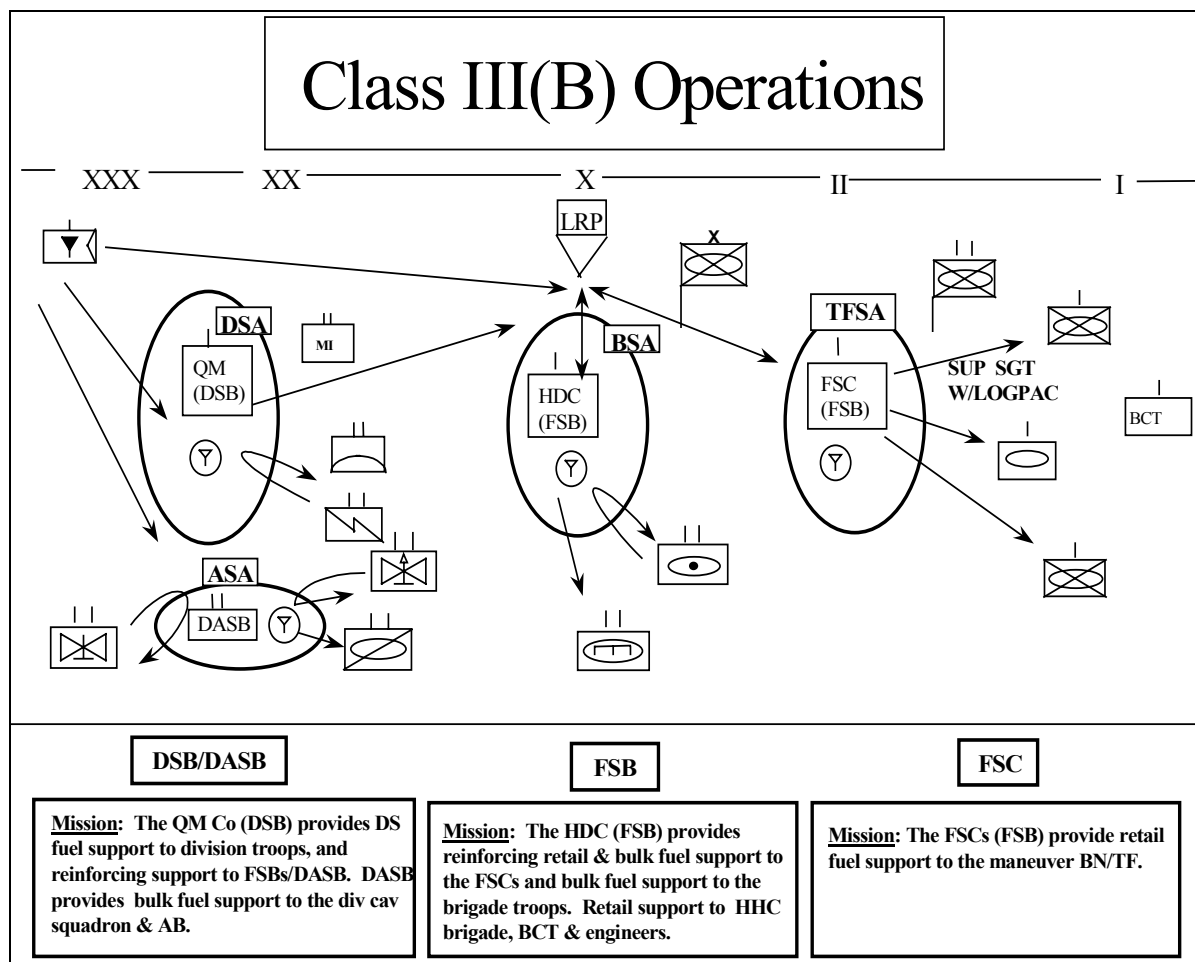 Class III(B) Operations
XXX XX X II I
LRP
X
DSA
MI
QM
(DSB)
BSA
HDC
(FSB)
TFSA
FSC
(FSB)
SUP SGT
W/LOGPAC
BCT
ASA
DASB
DSB/DASB
Mission: The QM Co (DSB) provides DS
fuel support to division troops, and
reinforcing support to FSBs/DASB. DASB
provides bulk fuel support to the div cav
squadron & AB.
FSB
Mission: The HDC (FSB) provides
reinforcing retail & bulk fuel support to
the FSCs and bulk fuel support to the
brigade troops. Retail support to HHC
brigade, BCT & engineers.
FSC
Mission: The FSCs (FSB) provide retail
fuel support to the maneuver BN/TF.